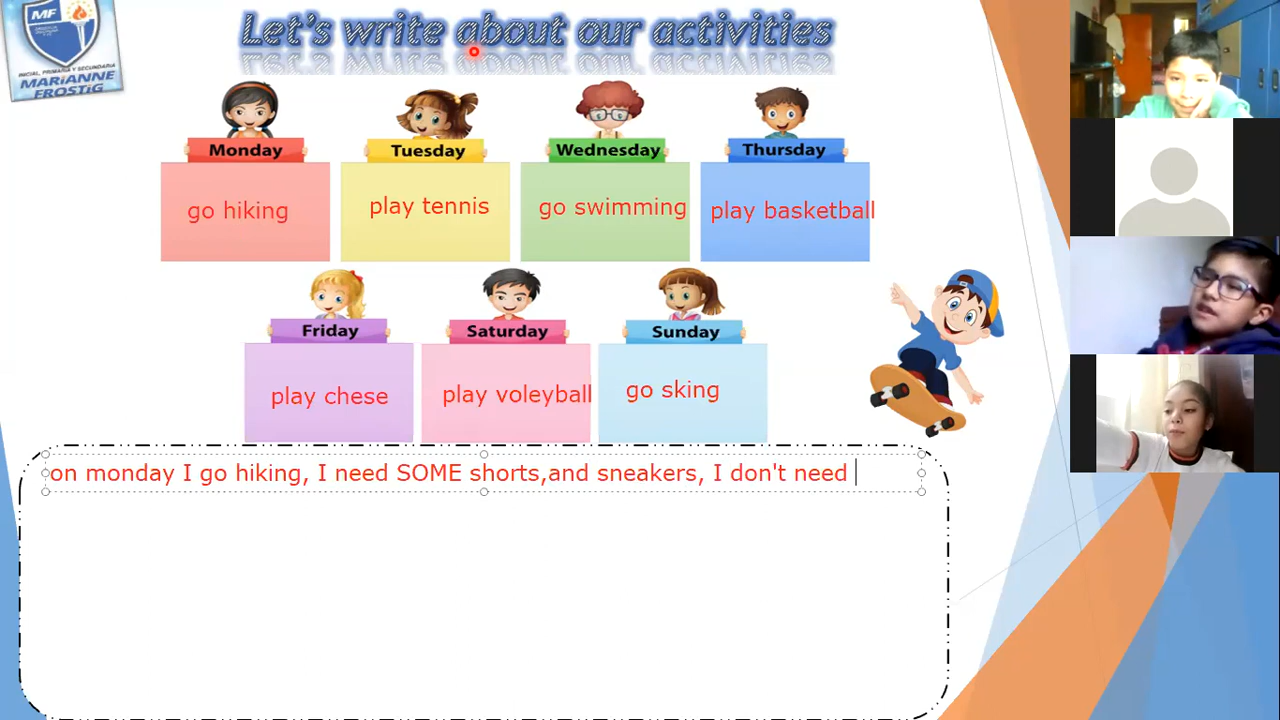 MF
INICIAL, PRIMARIA Y SECUNDARIA
MARIANNE
FROSTIG
Let's write about our activities
Monday
Tuesday
Wednesday
Thursday
go hiking
play tennis
go swimming
play basketball
Friday
Saturday
Sunday
play chese
play voleyball
go sking
on monday I go hiking, I need SOME shorts,and sneakers, I don't need